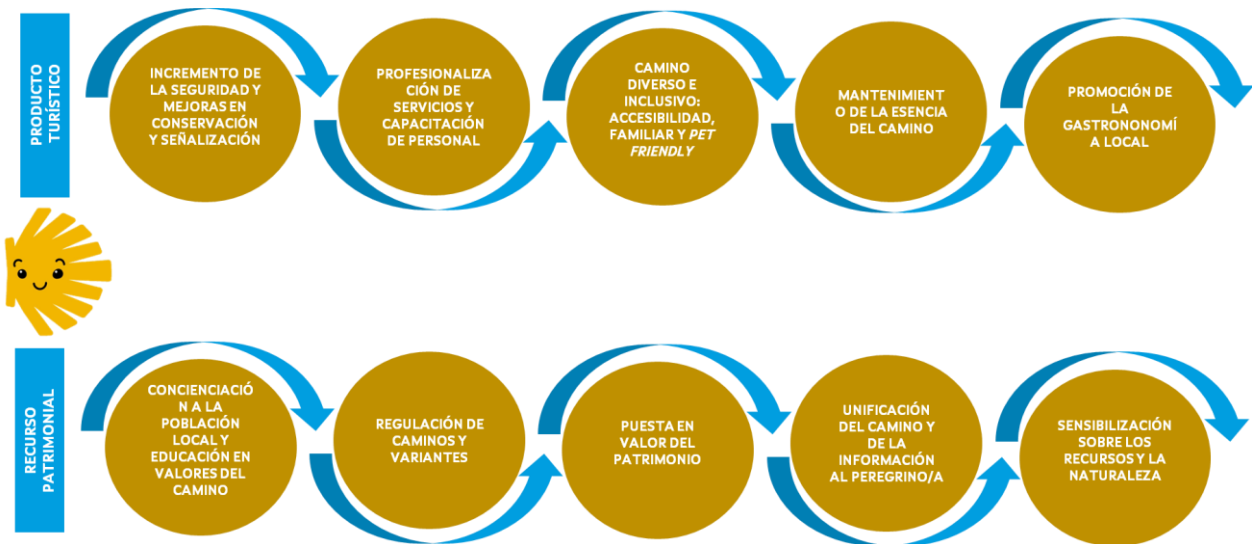 PRODUCTO
TURÍSTICO
INCREMENTO DE
LA SEGURIDAD Y
MEJORAS EN
CONSERVACIÓN
Y SEÑALIZACIÓN
PROFESIONALIZA
CIÓN DE
SERVICIOS Y
CAPACITACIÓN
DE PERSONAL
CAMINO
DIVERSO E
INCLUSIVO:
ACCESIBILIDAD,
FAMILIAR Y PET
FRIENDLY
MANTENIMIENT
O DE LA ESENCIA
DEL CAMINO
PROMOCIÓN DE
LA
GASTRONONOMÍ
A LOCAL
RECURSO
PATRIMONIAL
CONCIENCIACIÓ
N A LA
POBLACIÓN
LOCAL Y
EDUCACIÓN EN
VALORES DEL
CAMINO
REGULACIÓN DE
CAMINOS Y
VARIANTES
PUESTA EN
VALOR DEL
PATRIMONIO
UNIFICACIÓN
DEL CAMINO Y
DE LA
INFORMACIÓN
AL PEREGRINO/A
SENSIBILIZACIÓN
SOBRE LOS
RECURSOS Y LA
NATURALEZA